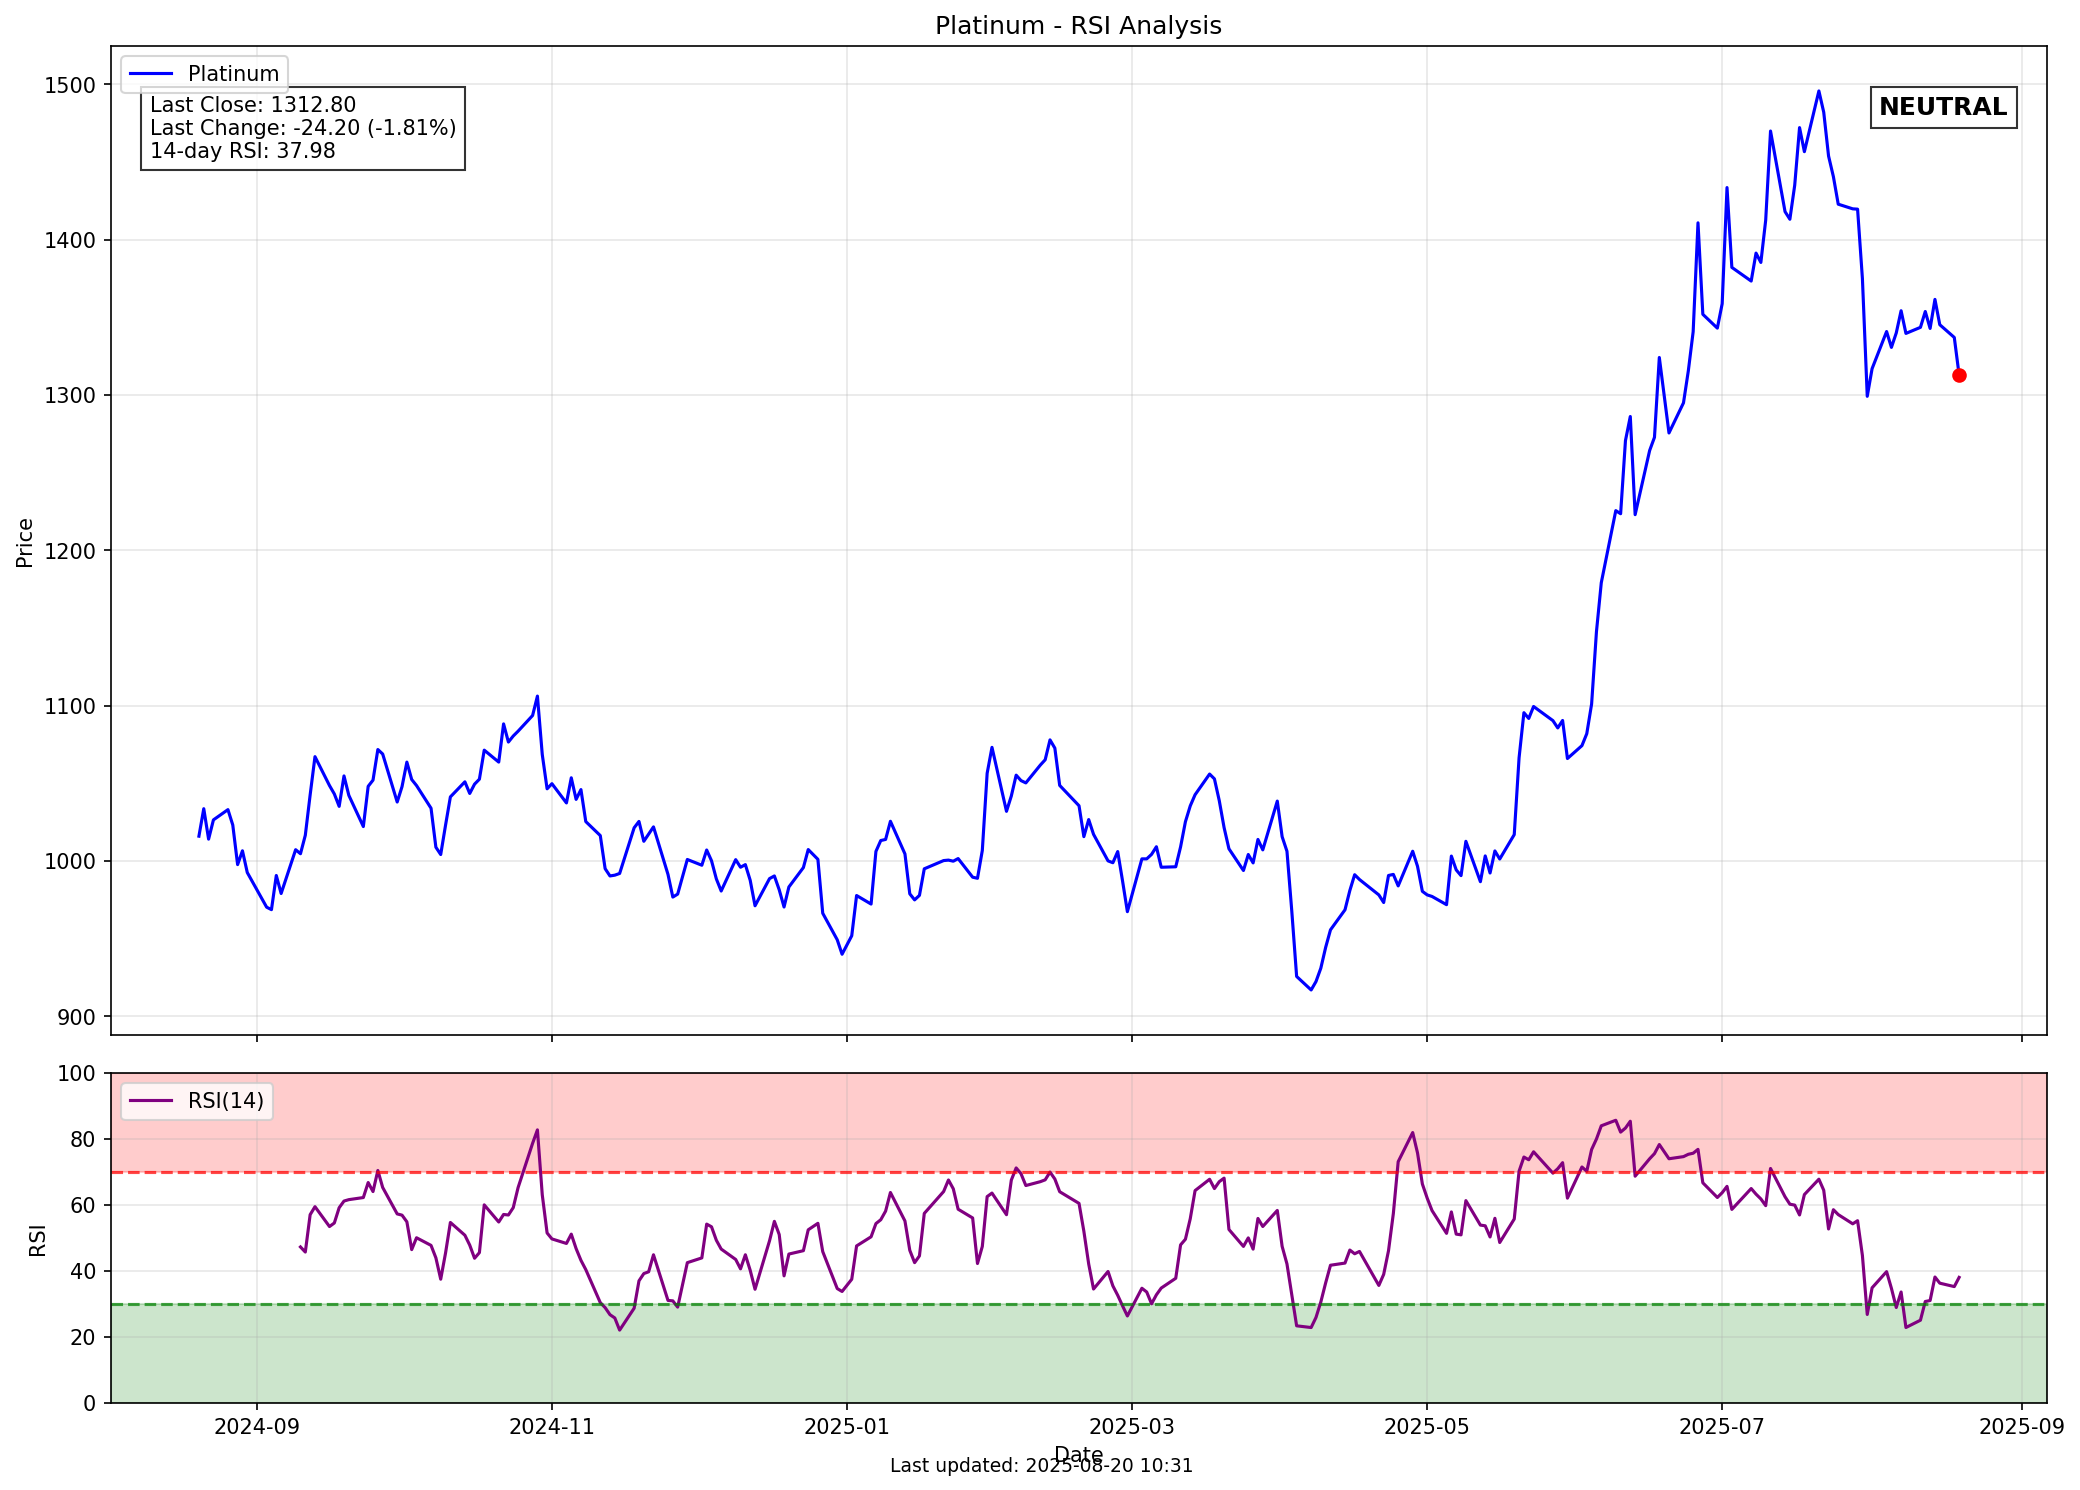 Platinum - RSI Analysis
Platinum
Last Close: 1312.80
Last Change: -24.20 (-1.81%)
14-day RSI: 37.98
NEUTRAL
1500
1400
1300
1200
1100
1000
900
Price
RSI(14)
100
80
60
40
20
0
RSI
2024-09
2024-11
2025-01
2025-03
2025-05
2025-07
2025-09
Date
Last updated: 2025-08-20 10:31